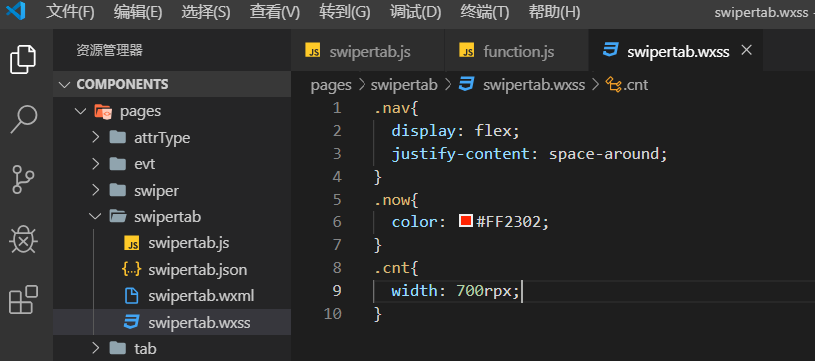 文件(F) 编辑(E) 选择(S) 查看(V) 转到(G) 调试(D) 终端(T) 帮助(H) swipertab.wxss -
资源管理器
COMPONENTS
pages
attrType
evt
swiper
swipertab
JS swipertab.js
{..} swipertab.json
swipertab.wxml
swipertab.wxss
tab
JS swipertab.js JS function.js swipertab.wxss ×
pages > swipertab > swipertab.wxss > .cnt
1 .nav{
2 display: flex;
3 justify-content: space-around;
4 }
5 .now{
6 color: #FF2302;
7 }
8 .cnt{
9 width: 700rpx;
10 }